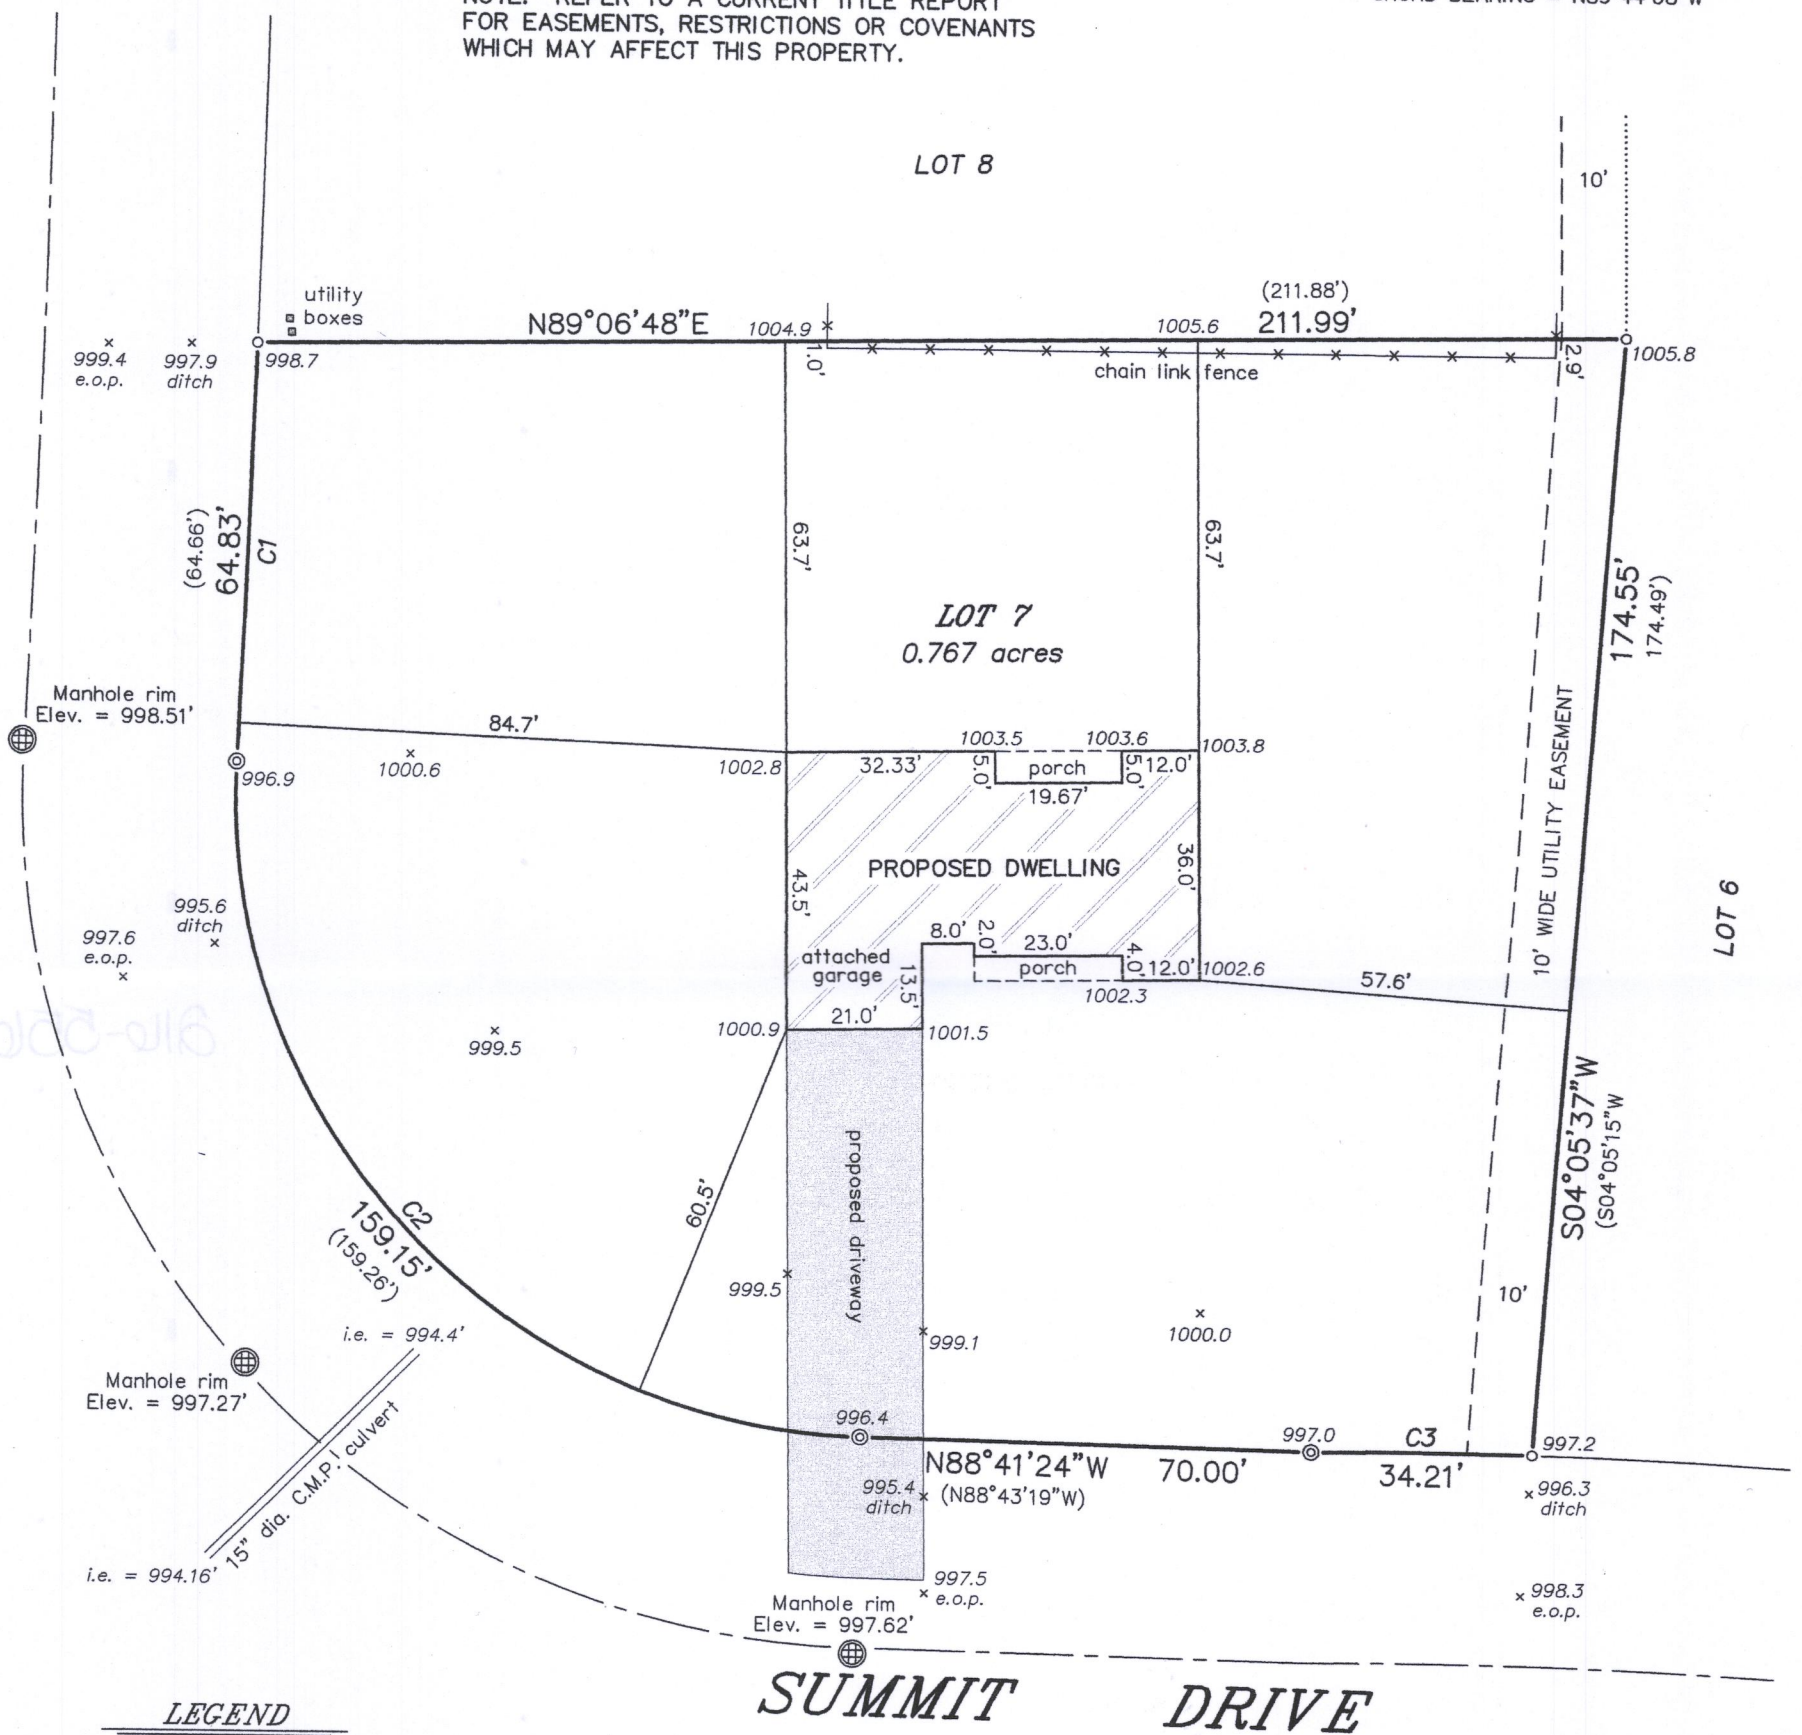 FOR EASEMENTS, RESTRICTIONS OR COVENANTS
WHICH MAY AFFECT THIS PROPERTY.
LOT 8
10'
utility
boxes
(211.88')
N89°06'48"E
1004.9
1005.6
211.99'
999.4
e.o.p.
997.9
ditch
998.7
1.0'
chain link fence
2.9'
1005.8
(64.66')
64.83'
C1
63.7'
63.7'
LOT 7
0.767 acres
174.55'
174.49')
Manhole rim
Elev. = 998.51'
84.7'
1000.6
996.9
1002.8
1003.5
1003.6
1003.8
32.33'
5.0'
porch
5.0'
12.0'
19.67'
PROPOSED DWELLING
43.5'
36.0'
10' WIDE UTILITY EASEMENT
LOT 6
995.6
ditch
997.6
e.o.p.
8.0'
2.0'
23.0'
4.0'
12.0'
1002.6
attached
garage
13.5'
porch
1002.3
57.6'
21.0'
1000.9
1001.5
999.5
S04°05'37"W
(S04°05'15"W
60.5'
proposed driveway
C2
159.15'
(159.26')
999.5
999.1
1000.0
10'
i.e. = 994.4'
Manhole rim
Elev. = 997.27'
15" dia. C.M.P. culvert
i.e. = 994.16'
996.4
997.0
C3
997.2
N88°41'24"W
70.00'
34.21'
(N88°43'19"W)
995.4
ditch
996.3
ditch
997.5
e.o.p.
998.3
e.o.p.
Manhole rim
Elev. = 997.62'
SUMMIT DRIVE
LEGEND